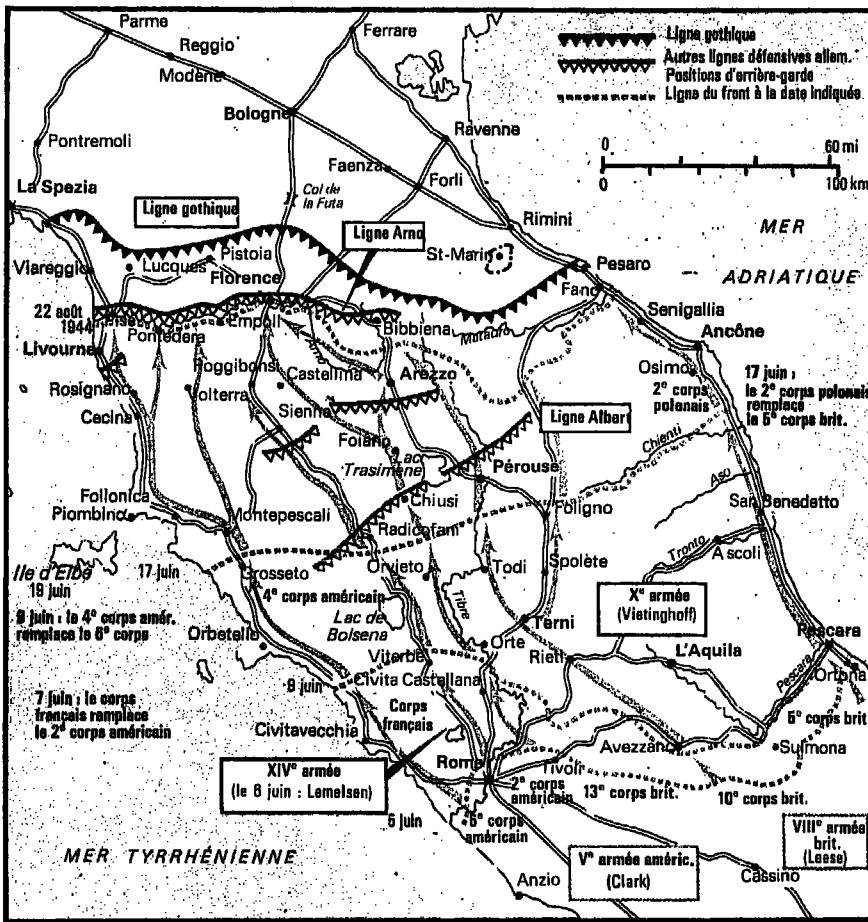 Parme
Ferrare
Reggio
Modène
Ligne gothique
Autres lignes défensives allem.
Positions d'arrière-garde
Ligne du front à la date indiquée
Bologne
Ravenne
Pontremoli
Faenza
Forli
0 60 mi
0 100 km
La Spezia
Col de
la Futa
Ligne gothique
Ligne Arno
Rimini
MER
ADRIATIQUE
Pistoia
St-Marin
Pesaro
Viareggio
Lucques
Florence
Fano
Senigallia
22 août
1944
Pise
Pontedera
Empoli
Arno
Bibbiena
Metauro
Ancône
Livourne
Poggibonsi
Castellina
Arezzo
Osimo
2e corps
polonais
17 juin :
le 2e corps polonais
remplace
le 5e corps brit.
Rosignano
Volterra
Sienne
Ligne Albert
Cecina
Foiano
Lac
Trasimène
Pérouse
Chienti
Aso
Follonica
Piombino
Chiusi
San Benedetto
Montepescali
Radicofani
Foligno
Tronto
Ascoli
Ile d'Elbe
19 juin
17 juin
Grosseto
Orvieto
Todi
Spolète
4e corps américain
9 juin : le 4e corps amér.
remplace le 6e corps
Lac de
Bolsena
Tibre
Terni
Xe armée
(Vietinghoff)
Orbetello
Orte
Pescara
Viterbe
Rieti
L'Aquila
Pescara
Ortona
9 juin
Civita Castellana
7 juin : le corps
français remplace
le 2e corps américain
Corps
français
5e corps brit.
Civitavecchia
Avezzano
Sulmona
XIVe armée
(le 6 juin : Lemelsen)
Rome
Tivoli
2e corps
américain
13e corps brit.
10e corps brit.
5 juin
6e corps
américain
VIIIe armée
brit.
(Leese)
MER TYRRHÉNIENNE
Ve armée améric.
(Clark)
Cassino
Anzio